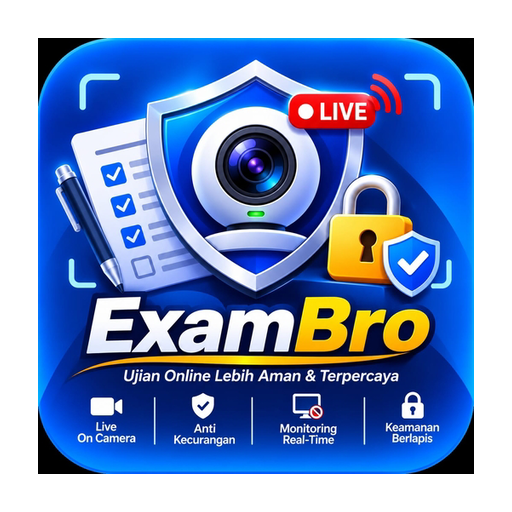 LIVE
ExamBro
Ujian Online Lebih Aman & Terpercaya
Live
On Camera
Anti
Kecurangan
Monitoring
Real-Time
Keamanan
Berlapis